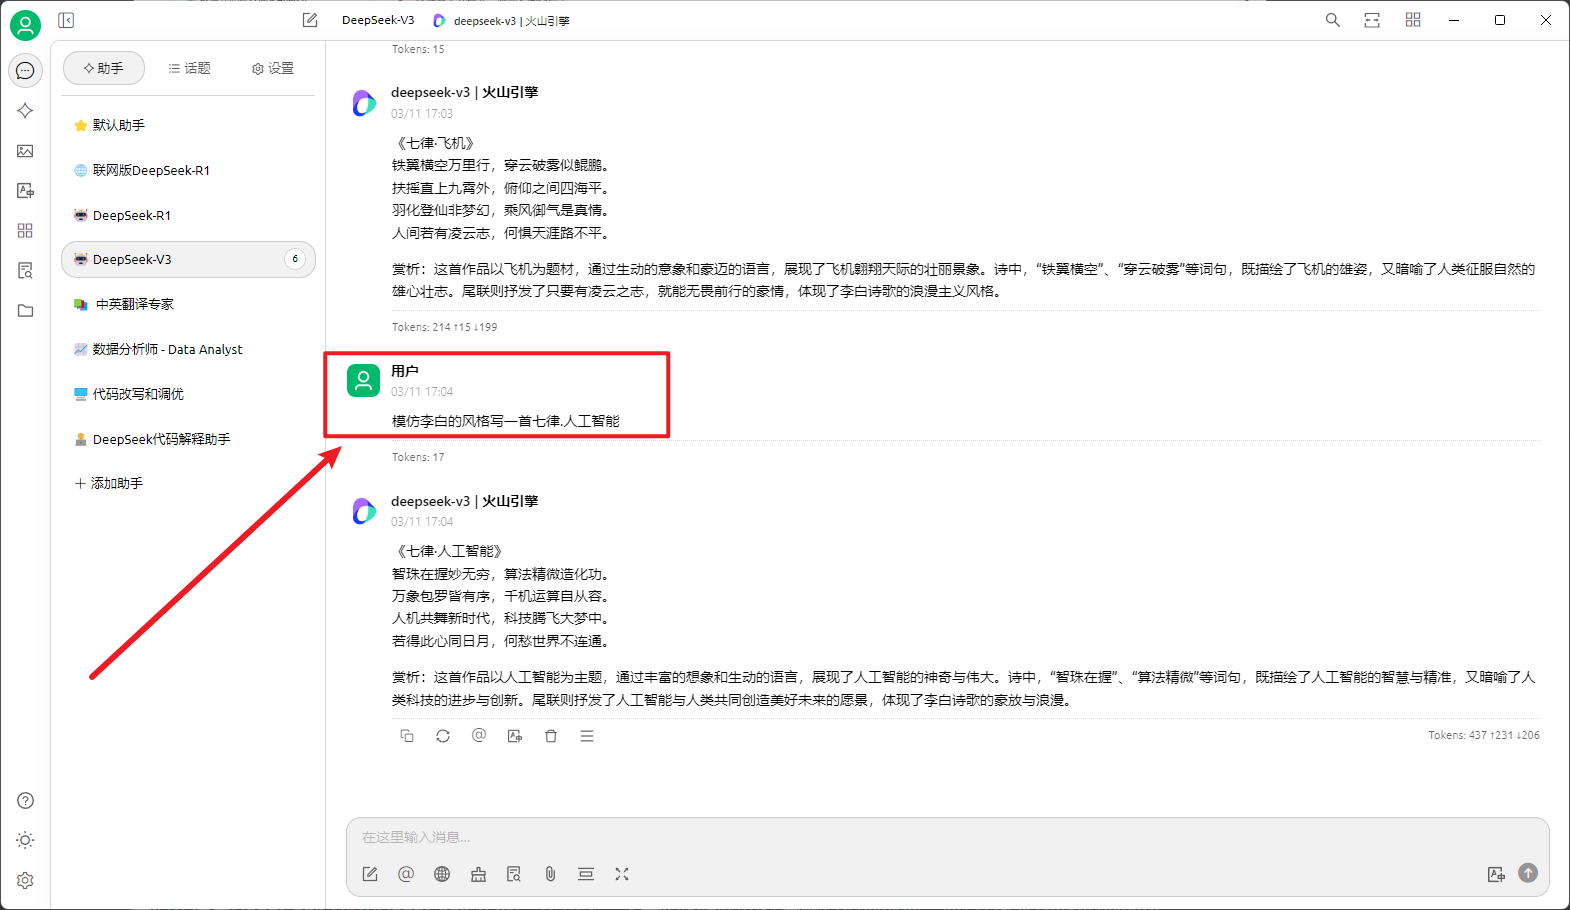 DeepSeek-V3
deepseek-v3 | 火山引擎
助手
话题
设置
默认助手
联网版DeepSeek-R1
DeepSeek-R1
DeepSeek-V3
6
中英翻译专家
数据分析师 - Data Analyst
代码改写和调优
DeepSeek代码解释助手
添加助手
Tokens: 15
deepseek-v3 | 火山引擎
03/11 17:03
《七律·飞机》
铁翼横空万里行，穿云破雾似鲲鹏。
扶摇直上九霄外，俯仰之间四海平。
羽化登仙非梦幻，乘风御气是真情。
人间若有凌云志，何惧天涯路不平。
赏析：这首作品以飞机为题材，通过生动的意象和豪迈的语言，展现了飞机翱翔天际的壮丽景象。诗中，“铁翼横空”、“穿云破雾”等词句，既描绘了飞机的雄姿，又暗喻了人类征服自然的
雄心壮志。尾联则抒发了只要有凌云之志，就能无畏前行的豪情，体现了李白诗歌的浪漫主义风格。
Tokens: 214 ↑15 ↓199
用户
03/11 17:04
模仿李白的风格写一首七律.人工智能
Tokens: 17
deepseek-v3 | 火山引擎
03/11 17:04
《七律·人工智能》
智珠在握妙无穷，算法精微造化功。
万象包罗皆有序，千机运算自从容。
人机共舞新时代，科技腾飞大梦中。
若得此心同日月，何愁世界不连通。
赏析：这首作品以人工智能为主题，通过丰富的想象和生动的语言，展现了人工智能的神奇与伟大。诗中，“智珠在握”、“算法精微”等词句，既描绘了人工智能的智慧与精准，又暗喻了人
类科技的进步与创新。尾联则抒发了人工智能与人类共同创造美好未来的愿景，体现了李白诗歌的豪放与浪漫。
Tokens: 437 ↑231 ↓206
在这里输入消息...